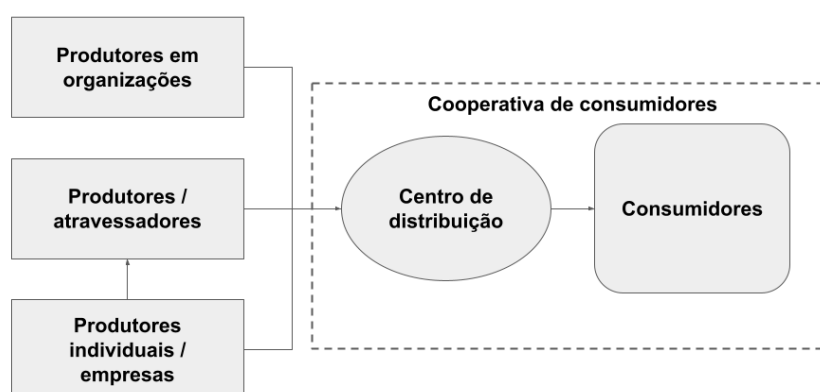 Produtores em
organizações
Cooperativa de consumidores
Produtores /
atravessadores
Centro de
distribuição
Consumidores
Produtores
individuais /
empresas